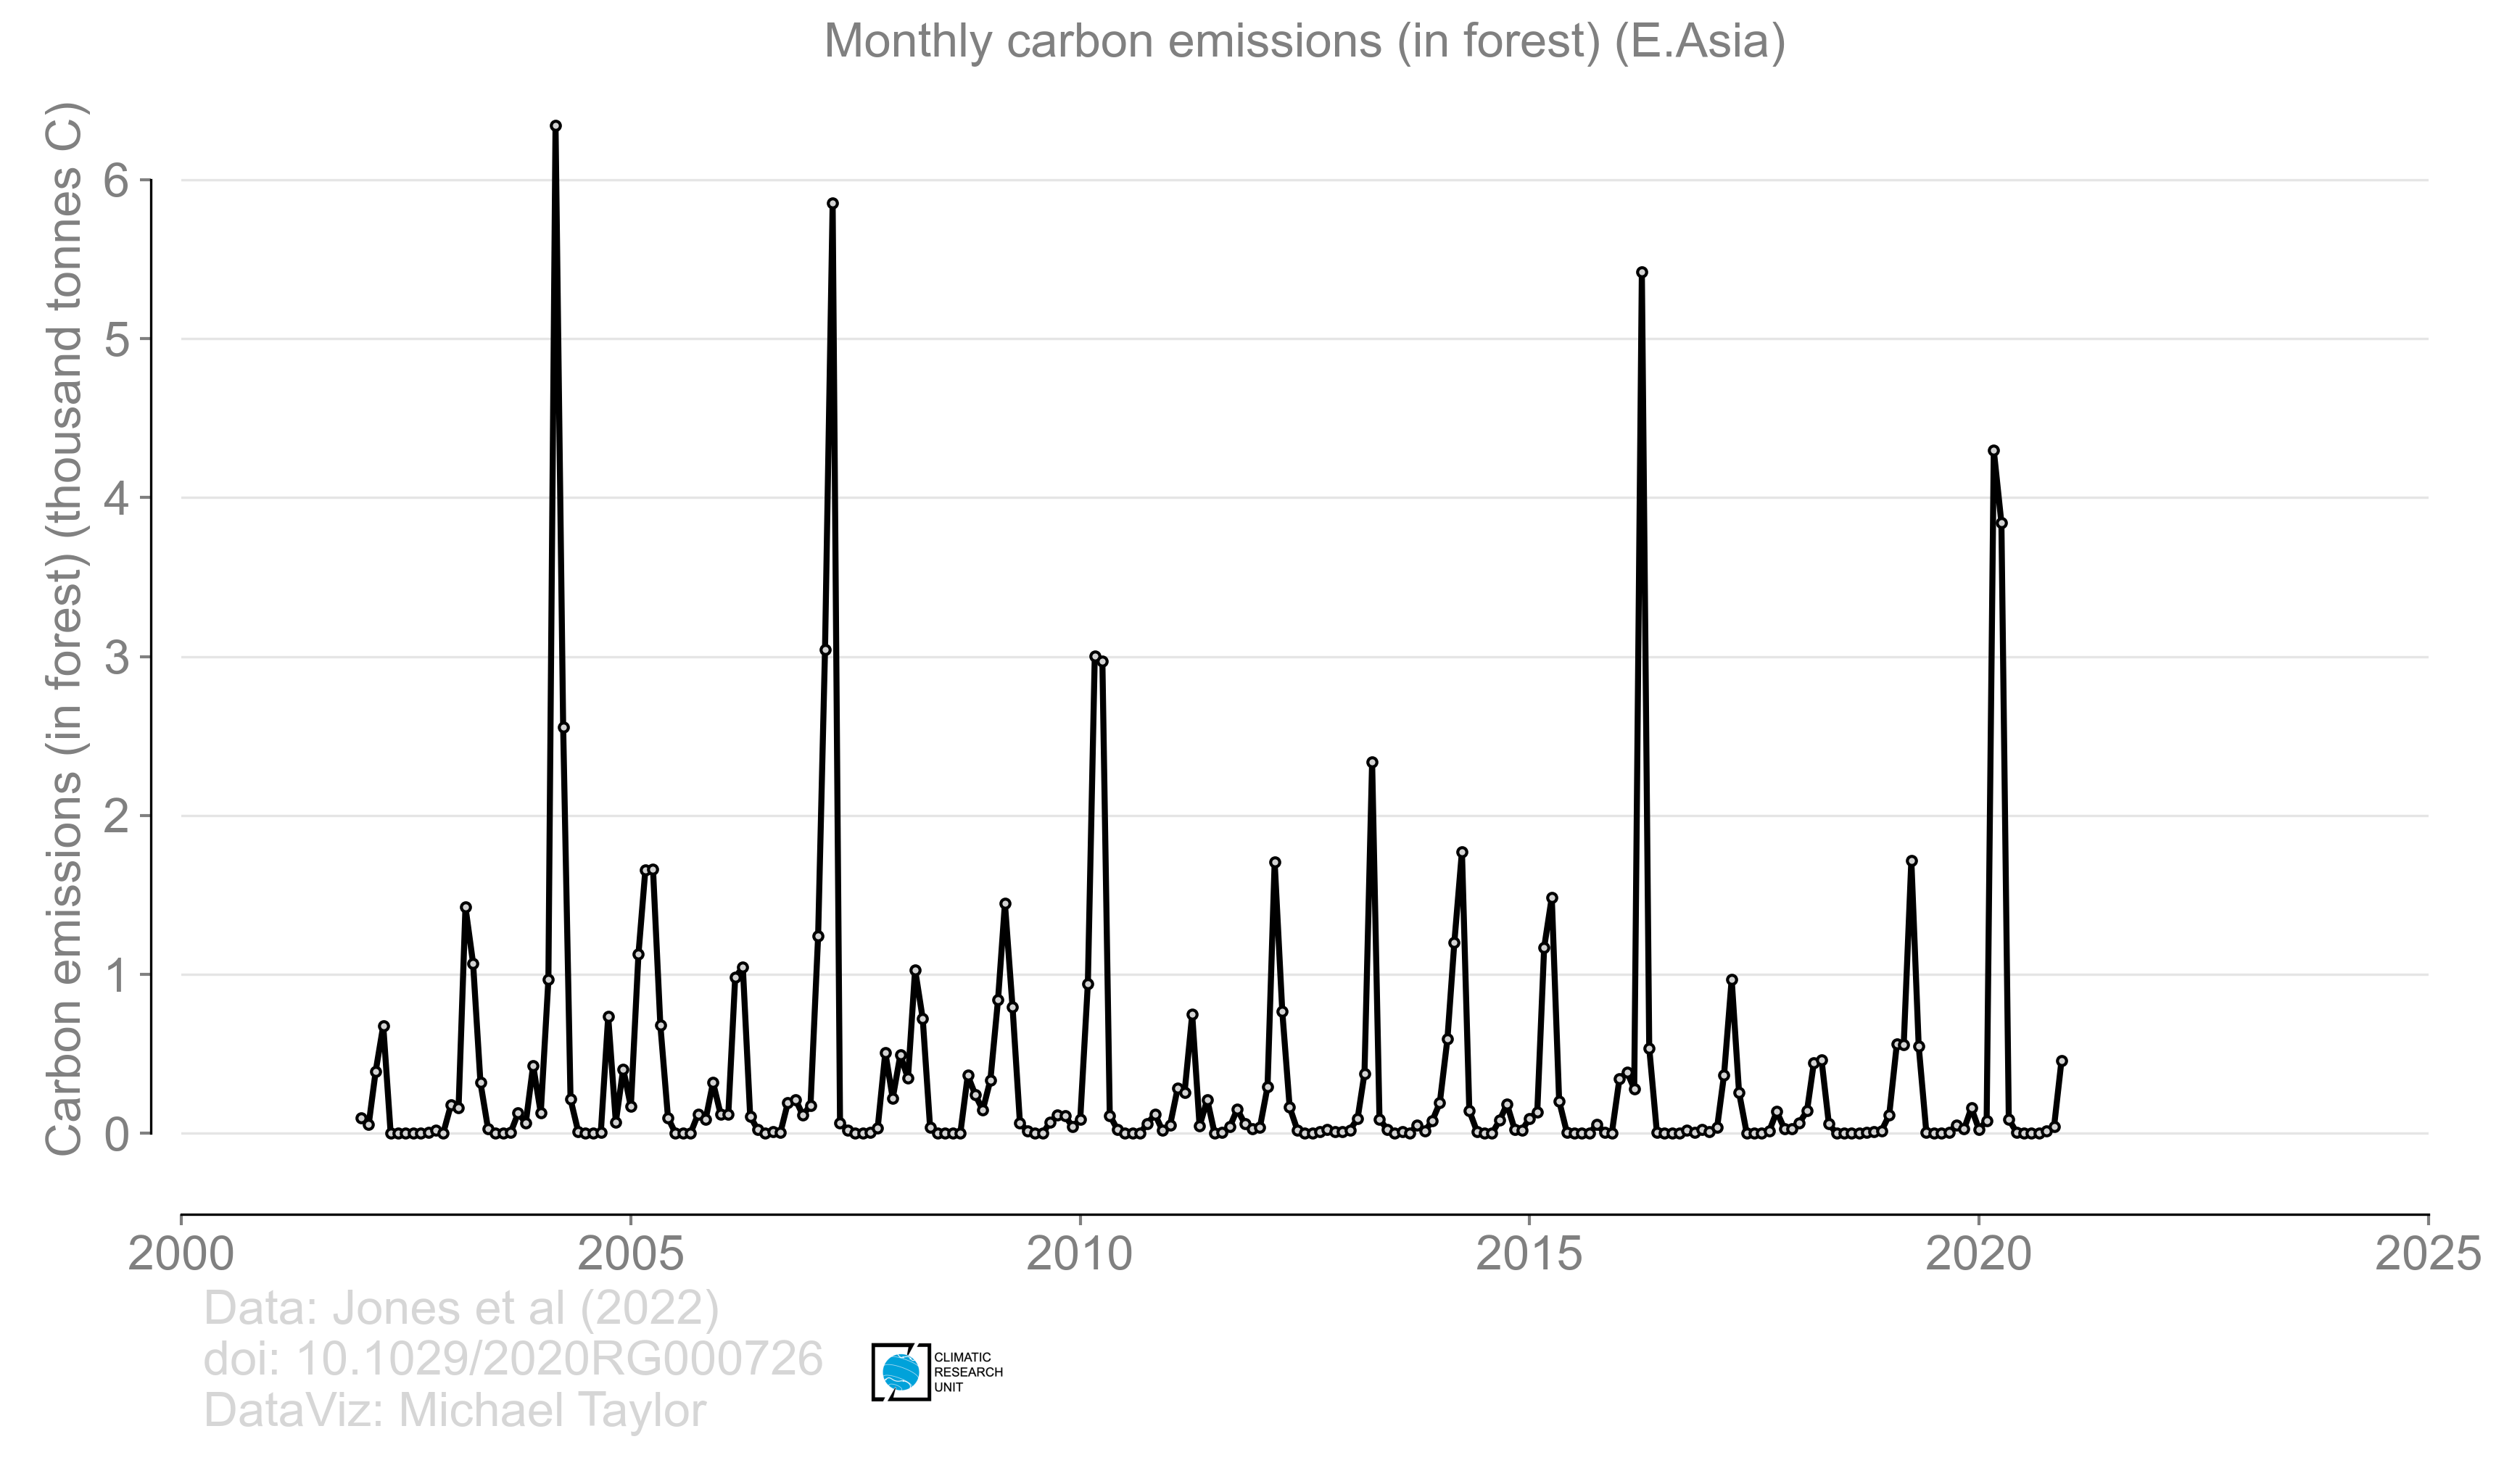 Monthly carbon emissions (in forest) (E.Asia)
Carbon emissions (in forest) (thousand tonnes C)
6
5
4
3
2
1
0
2000 2005 2010 2015 2020 2025
Data: Jones et al (2022)
doi: 10.1029/2020RG000726
DataViz: Michael Taylor
CLIMATIC
RESEARCH
UNIT